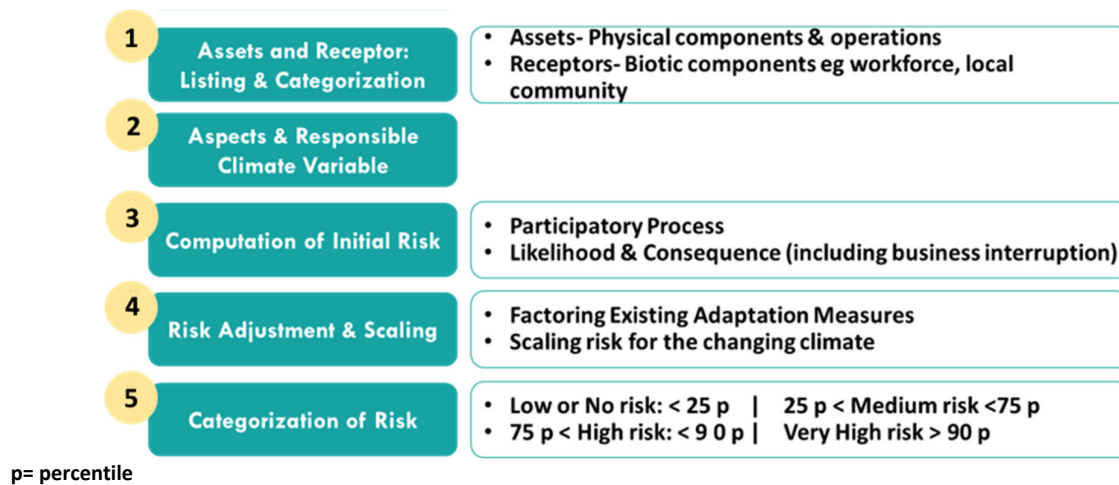 1
Assets and Receptor:
Listing & Categorization
• Assets- Physical components & operations
• Receptors- Biotic components eg workforce, local
community
2
Aspects & Responsible
Climate Variable
3
Computation of Initial Risk
• Participatory Process
• Likelihood & Consequence (including business interruption)
4
Risk Adjustment & Scaling
• Factoring Existing Adaptation Measures
• Scaling risk for the changing climate
5
Categorization of Risk
• Low or No risk: < 25 p | 25 p < Medium risk <75 p
• 75 p < High risk: < 9 0 p | Very High risk > 90 p
p= percentile